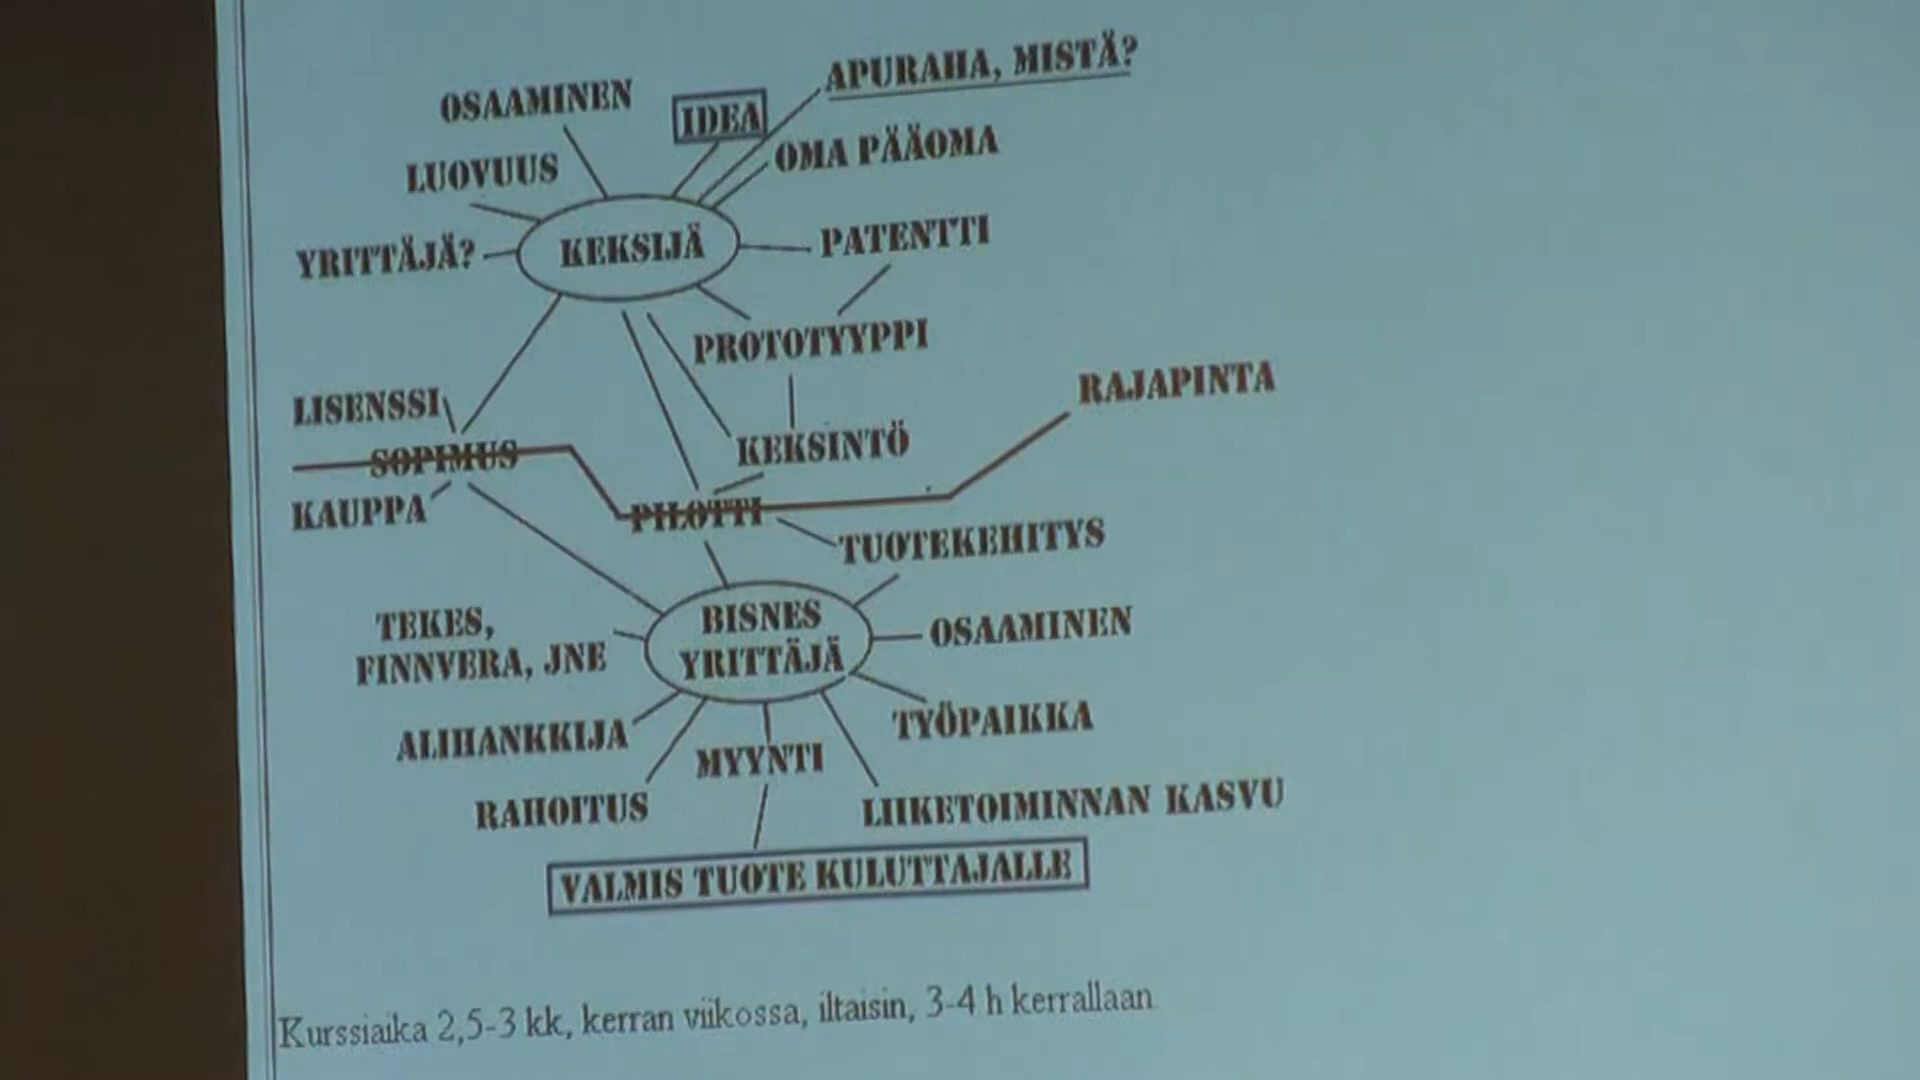 APURAHA, MISTÄ?
OSAAMINEN
IDEA
OMA PÄÄOMA
LUOVUUS
YRITTÄJÄ?
KEKSIJÄ
PATENTTI
PROTOTYYPPI
RAJAPINTA
LISENSSI
SOPIMUS
KEKSINTÖ
KAUPPA
PILOTTI
TUOTEKEHITYS
TEKES,
FINNVERA, JNE
BISNES
YRITTÄJÄ
OSAAMINEN
ALIHANKKIJA
MYYNTI
TYÖPAIKKA
RAHOITUS
LIIKETOIMINNAN KASVU
VALMIS TUOTE KULUTTAJALLE
Kurssiaika 2,5-3 kk, kerran viikossa, iltaisin, 3-4 h kerrallaan